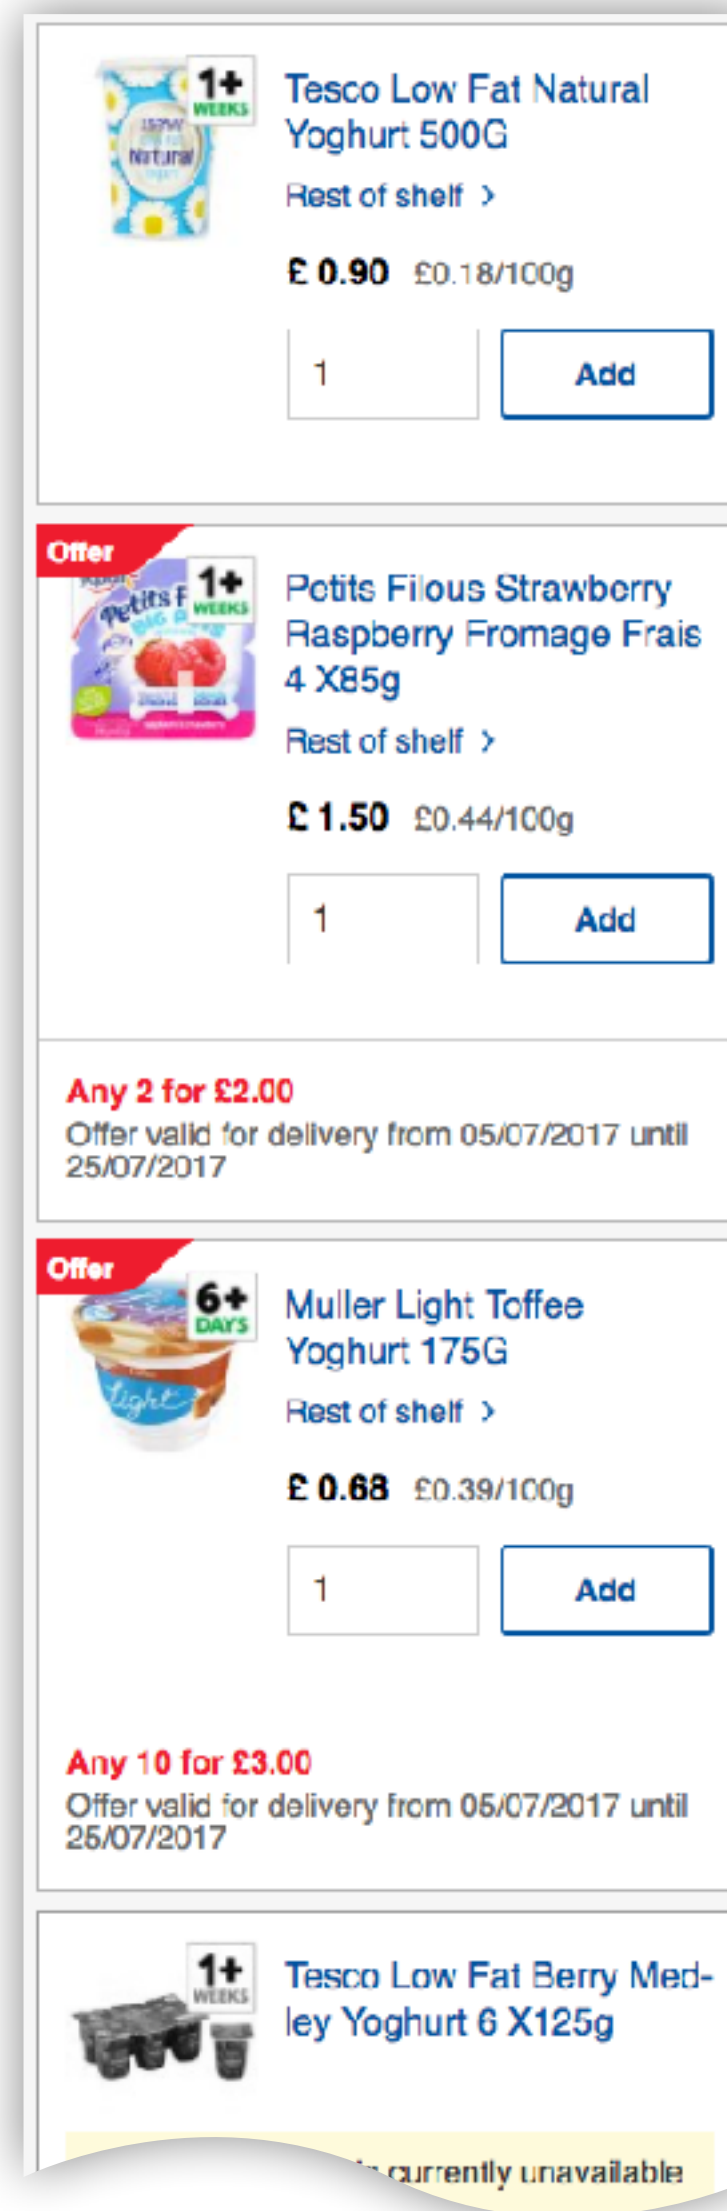 1+
WEEKS
Natural
Tesco Low Fat Natural
Yoghurt 500G
Rest of shelf >
£ 0.90 £0.18/100g
1
Add
Offer
1+
WEEKS
Petits F
BIG
Petits Filous Strawberry
Raspberry Fromage Frais
4 X85g
Rest of shelf >
£ 1.50 £0.44/100g
1
Add
Any 2 for £2.00
Offer valid for delivery from 05/07/2017 until
25/07/2017
Offer
6+
DAYS
Light
Muller Light Toffee
Yoghurt 175G
Rest of shelf >
£ 0.68 £0.39/100g
1
Add
Any 10 for £3.00
Offer valid for delivery from 05/07/2017 until
25/07/2017
1+
WEEKS
Tesco Low Fat Berry Med-
ley Yoghurt 6 X125g
currently unavailable